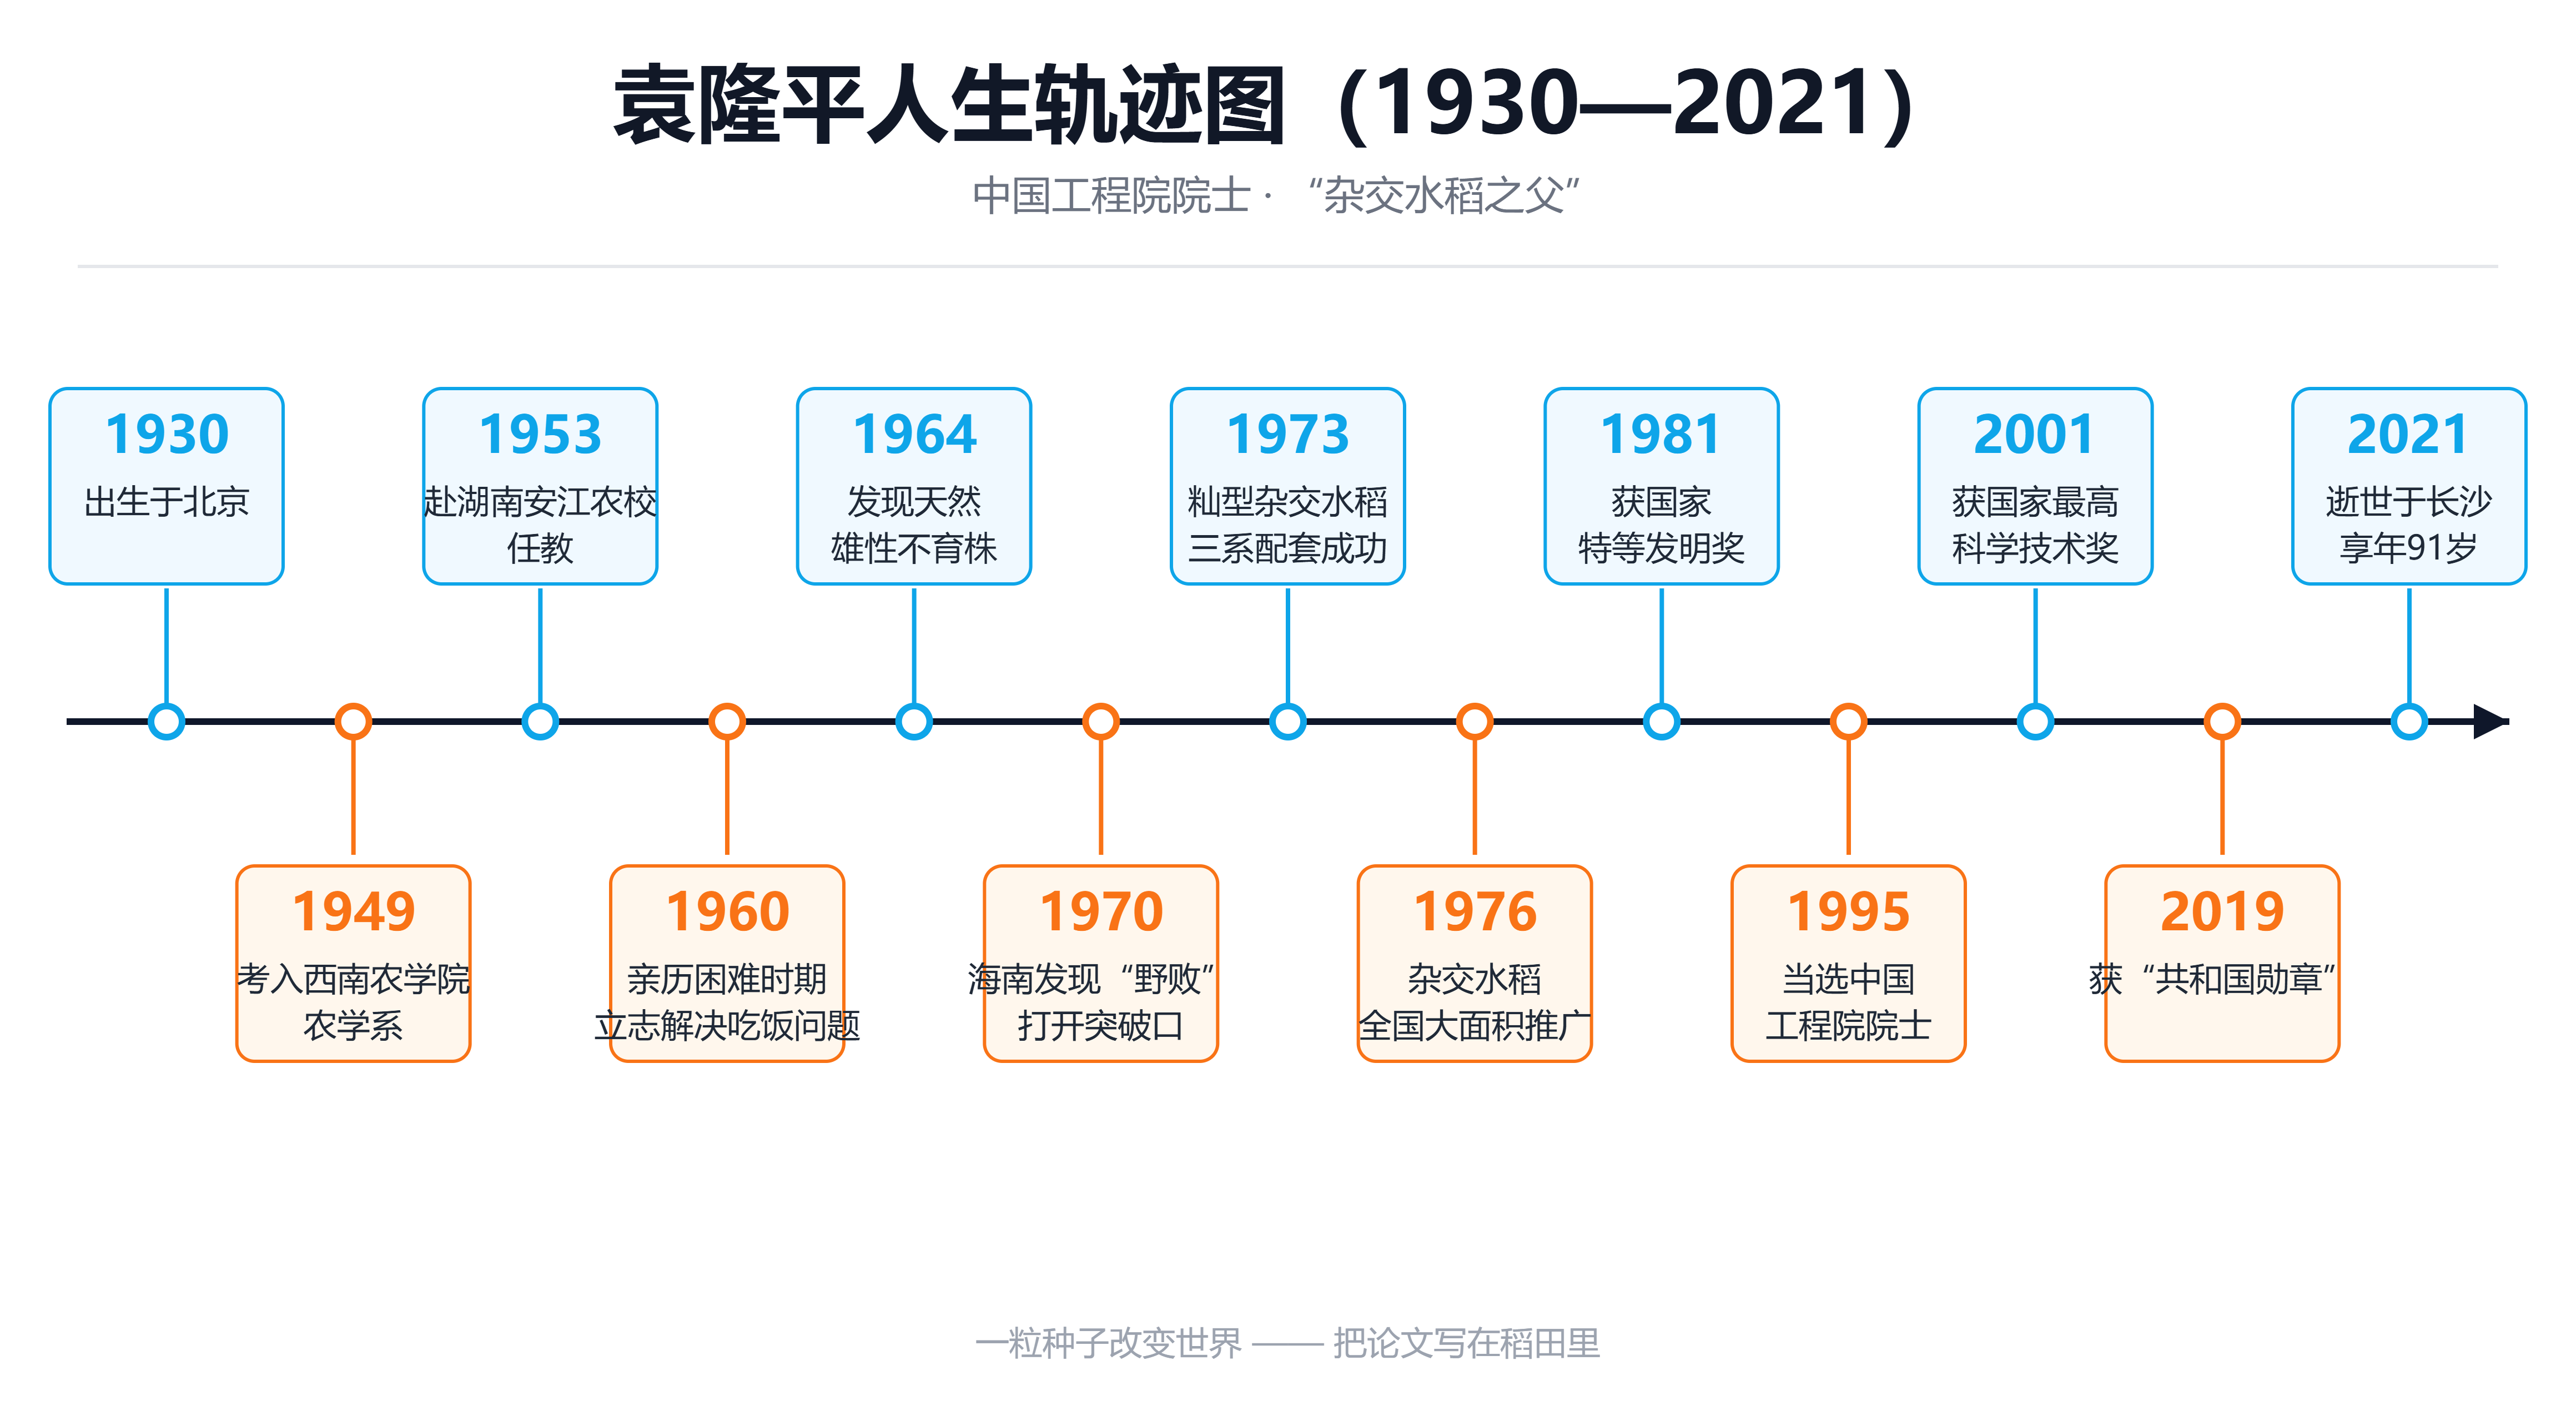 袁隆平人生轨迹图（1930—2021）
中国工程院院士 · “杂交水稻之父”
1930
出生于北京
1949
考入西南农学院
农学系
1953
赴湖南安江农校
任教
1960
亲历困难时期
立志解决吃饭问题
1964
发现天然
雄性不育株
1970
海南发现“野败”
打开突破口
1973
籼型杂交水稻
三系配套成功
1976
杂交水稻
全国大面积推广
1981
获国家
特等发明奖
1995
当选中国
工程院院士
2001
获国家最高
科学技术奖
2019
获“共和国勋章”
2021
逝世于长沙
享年91岁
一粒种子改变世界 —— 把论文写在稻田里